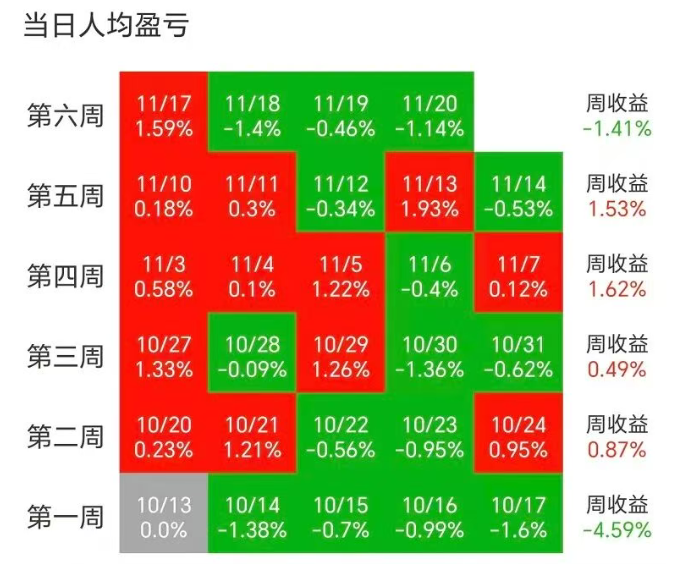 当日人均盈亏
第六周 11/17 11/18 11/19 11/20 周收益
1.59% -1.4% -0.46% -1.14% -1.41%
第五周 11/10 11/11 11/12 11/13 11/14 周收益
0.18% 0.3% -0.34% 1.93% -0.53% 1.53%
第四周 11/3 11/4 11/5 11/6 11/7 周收益
0.58% 0.1% 1.22% -0.4% 0.12% 1.62%
第三周 10/27 10/28 10/29 10/30 10/31 周收益
1.33% -0.09% 1.26% -1.36% -0.62% 0.49%
第二周 10/20 10/21 10/22 10/23 10/24 周收益
0.23% 1.21% -0.56% -0.95% 0.95% 0.87%
第一周 10/13 10/14 10/15 10/16 10/17 周收益
0.0% -1.38% -0.7% -0.99% -1.6% -4.59%